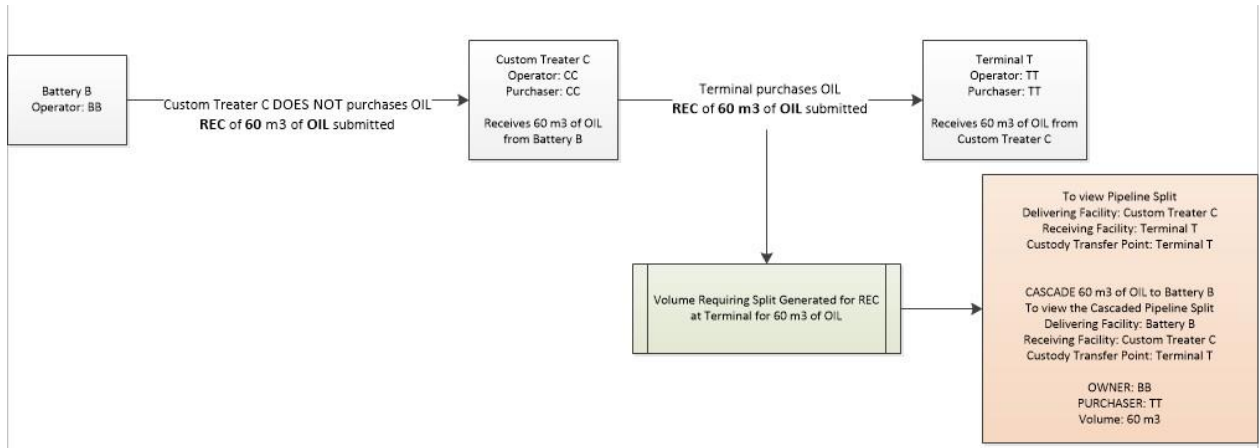 Battery B
Operator: BB
Custom Treater C DOES NOT purchases OIL
REC of 60 m3 of OIL submitted
Custom Treater C
Operator: CC
Purchaser: CC
Receives 60 m3 of OIL
from Battery B
Terminal purchases OIL
REC of 60 m3 of OIL submitted
Terminal T
Operator: TT
Purchaser: TT
Receives 60 m3 of OIL from
Custom Treater C
Volume Requiring Split Generated for REC
at Terminal for 60 m3 of OIL
To view Pipeline Split
Delivering Facility: Custom Treater C
Receiving Facility: Terminal T
Custody Transfer Point: Terminal T
CASCADE 60 m3 of OIL to Battery B
To view the Cascaded Pipeline Split
Delivering Facility: Battery B
Receiving Facility: Custom Treater C
Custody Transfer Point: Terminal T
OWNER: BB
PURCHASER: TT
Volume: 60 m3